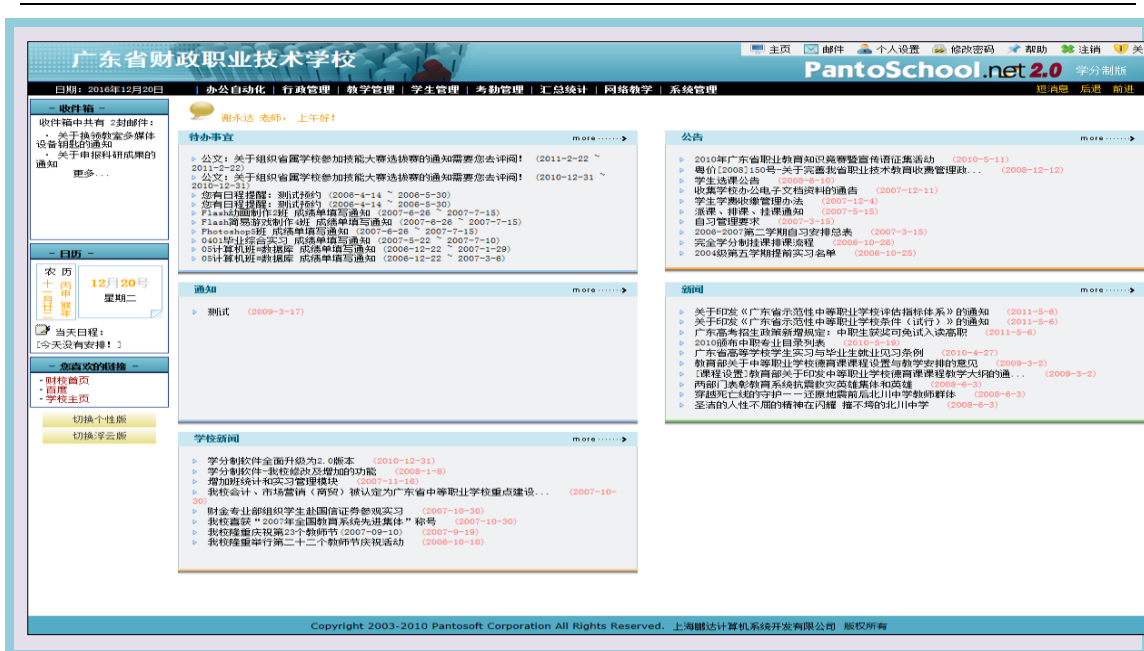 广东省财政职业技术学校
主页 邮件 个人设置 修改密码 帮助 注销 关
PantoSchool.net 2.0 学分制版
日期: 2016年12月20日 | 办公自动化 | 行政管理 | 教学管理 | 学生管理 | 考勤管理 | 汇总统计 | 网络教学 | 系统管理 短消息 后退 前进
- 收件箱 -
收件箱中共有 2封邮件:
· 关于换领教室多媒体
设备钥匙的通知
· 关于申报科研成果的
通知
更多...
- 日历 -
农历
十一月廿二
丙申 猴年
12月20号
星期二
当天日程:
[今天没有安排! ]
- 您喜欢的链接 -
·财校首页
·百度
·学校主页
切换个性版
切换浮云版
谢永达 老师, 上午好!
待办事宜 more
公文: 关于组织省属学校参加技能大赛选拔赛的通知需要您去评阅! (2011-2-22 ~
2011-2-22)
公文: 关于组织省属学校参加技能大赛选拔赛的通知需要您去评阅! (2010-12-31 ~
2010-12-31)
您有日程提醒: 测试预约 (2006-4-14 ~ 2006-5-30)
您有日程提醒: 测试预约 (2006-4-14 ~ 2006-5-30)
Flash动画制作2班 成绩单填写通知 (2007-6-26 ~ 2007-7-15)
Flash简易游戏制作4班 成绩单填写通知 (2007-6-26 ~ 2007-7-15)
Photoshop5班 成绩单填写通知 (2007-6-26 ~ 2007-7-15)
0401毕业综合实习 成绩单填写通知 (2007-5-22 ~ 2007-7-10)
05计算机班=数据库 成绩单填写通知 (2006-12-22 ~ 2007-1-29)
05计算机班=数据库 成绩单填写通知 (2006-12-22 ~ 2007-3-6)
公告 more
2010年广东省职业教育知识竞赛暨宣传语征集活动 (2010-5-11)
粤价[2008]150号-关于完善我省职业技术教育收费管理政... (2008-12-12)
学生选课公告 (2008-6-10)
收集学校办公电子文档资料的通告 (2007-12-11)
学生学费收缴管理办法 (2007-12-4)
派课、排课、挂课通知 (2007-5-15)
自习管理要求 (2007-3-15)
2006-2007第二学期自习安排总表 (2007-3-15)
完全学分制挂课排课流程 (2006-10-26)
2004级第五学期提前实习名单 (2006-10-25)
通知 more
测试 (2009-3-17)
新闻 more
关于印发《广东省示范性中等职业学校评估指标体系》的通知 (2011-5-6)
关于印发《广东省示范性中等职业学校条件(试行)》的通知 (2011-5-6)
广东高考招生政策新增规定: 中职生获奖可免试入读高职 (2011-5-6)
2010颁布中职专业目录列表 (2010-5-19)
广东省高等学校学生实习与毕业生就业见习条例 (2010-4-27)
教育部关于中等职业学校德育课课程设置与教学安排的意见 (2009-3-2)
[课程设置]教育部关于印发中等职业学校德育课课程教学大纲的通... (2009-3-2)
两部门表彰教育系统抗震救灾英雄集体和英雄 (2008-6-3)
穿越死亡线的守护——还原地震前后北川中学教师群体 (2008-6-3)
圣洁的人性不屈的精神在闪耀 摧不垮的北川中学 (2008-6-3)
学校新闻 more
学分制软件全面升级为2.0版本 (2010-12-31)
学分制软件-我校修改及增加的功能 (2008-1-8)
增加班统计和实习管理模块 (2007-11-16)
我校会计、市场营销(商贸)被认定为广东省中等职业学校重点建设... (2007-10-
30)
财金专业部组织学生赴国信证券参观实习 (2007-10-30)
我校喜获“2007年全国教育系统先进集体”称号 (2007-10-30)
我校隆重庆祝第23个教师节(2007-09-10) (2007-9-19)
我校隆重举行第二十二个教师节庆祝活动 (2006-10-10)
Copyright 2003-2010 Pantosoft Corporation All Rights Reserved. 上海鹏达计算机系统开发有限公司 版权所有